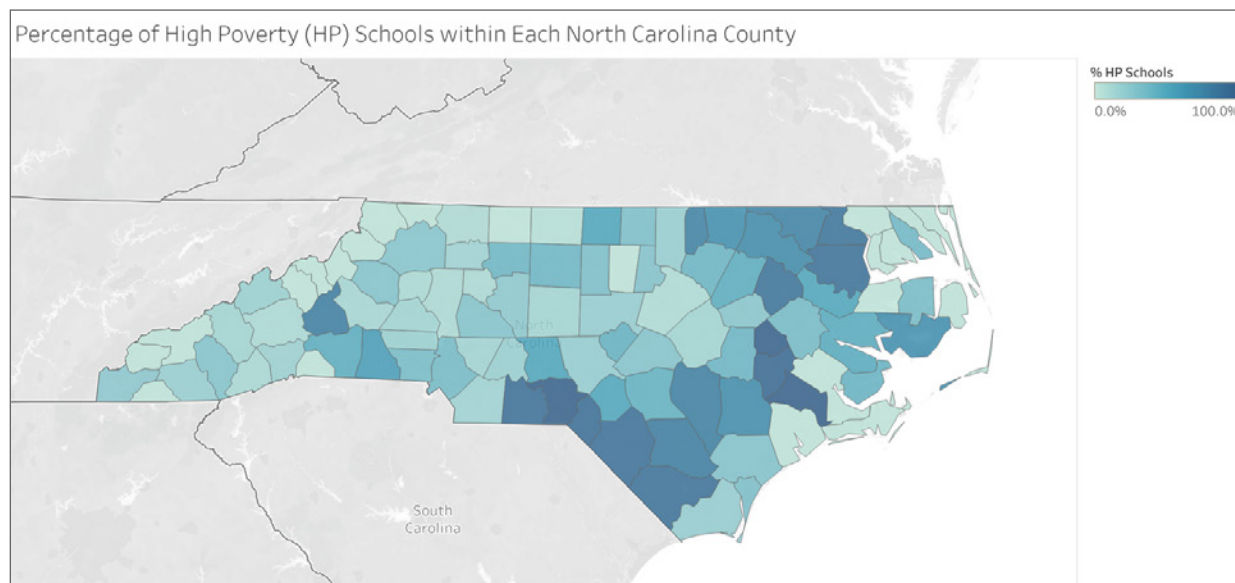 Percentage of High Poverty (HP) Schools within Each North Carolina County
% HP Schools
0.0%
100.0%
North
Carolina
South
Carolina